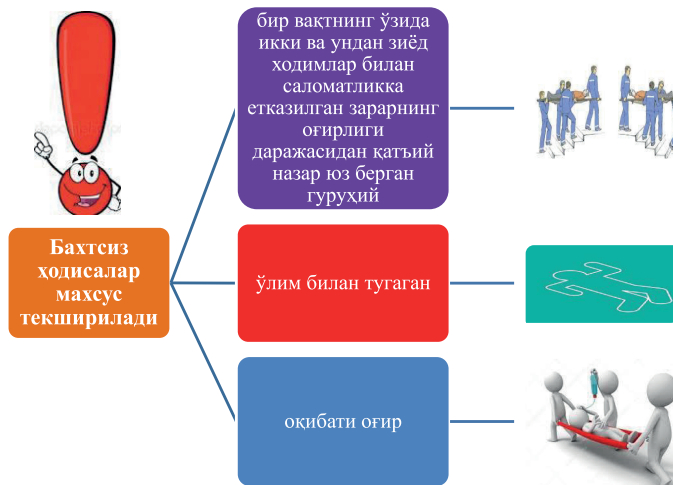 бир вақтнинг ўзида
икки ва ундан зиёд
ходимлар билан
саломатликка
етказилган зарарнинг
оғирлиги
даражасидан қатъий
назар юз берган
гуруҳий
Бахтсиз
ҳодисалар
махсус
текширилади
ўлим билан тугаган
оқибати оғир